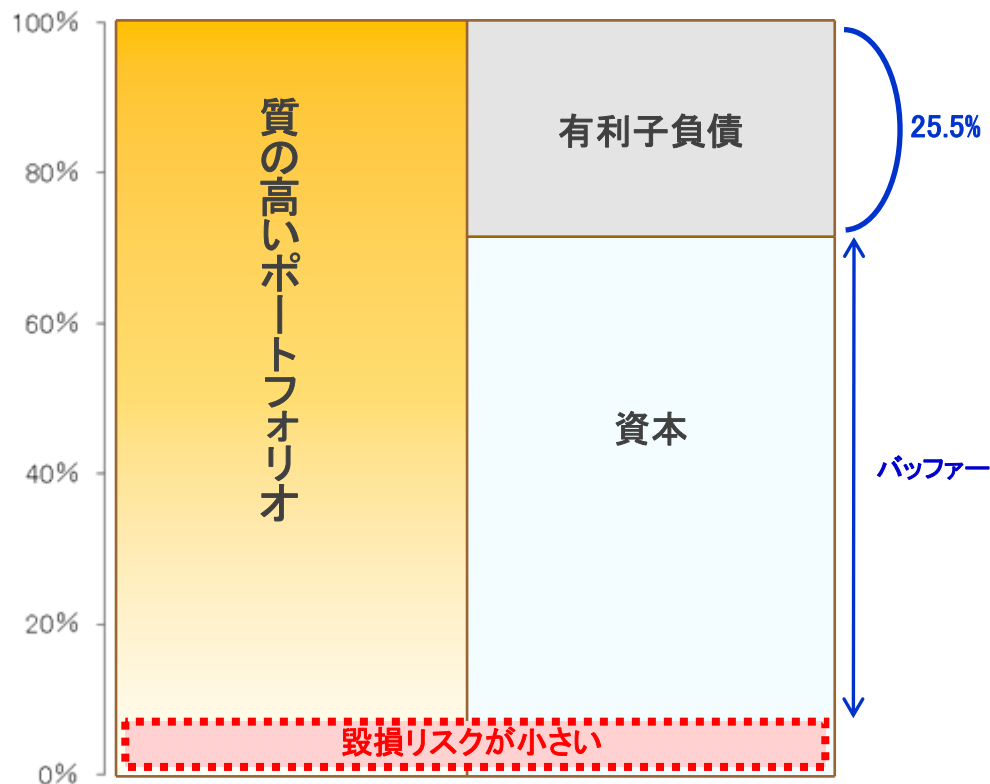 100%
80%
60%
40%
20%
0%
質の高いポートフォリオ
有利子負債
25.5%
資本
バッファー
毀損リスクが小さい